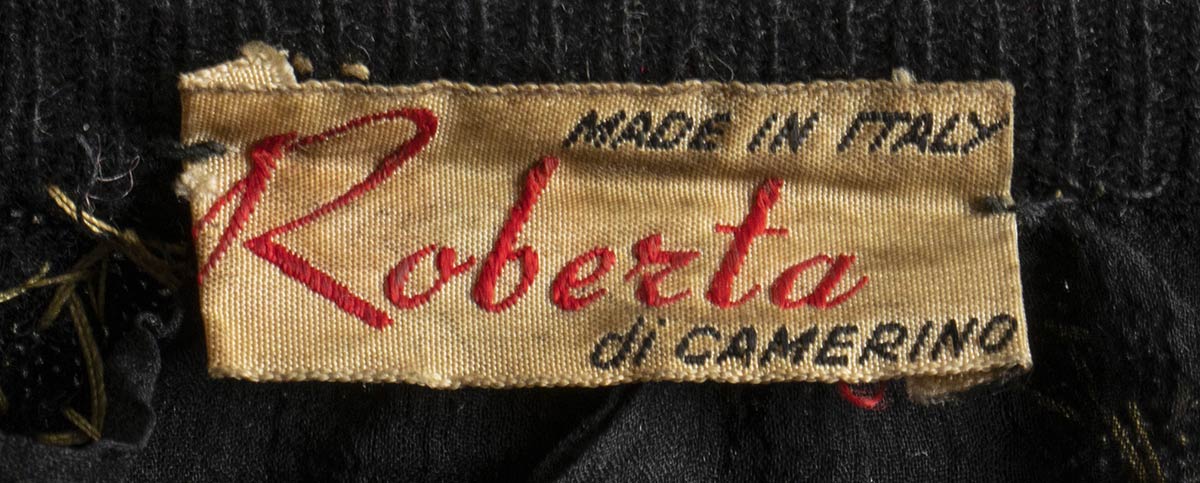 MADE IN ITALY
Roberta
di CAMERINO